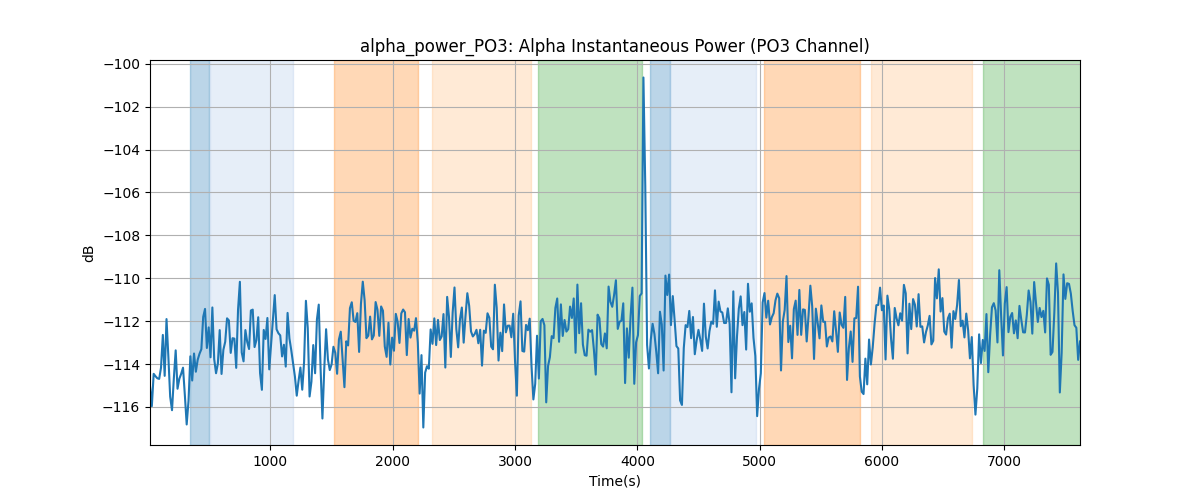 alpha_power_PO3: Alpha Instantaneous Power (PO3 Channel)
−100
−102
−104
−106
−108
−110
−112
−114
−116
dB
1000 2000 3000 4000 5000 6000 7000
Time(s)